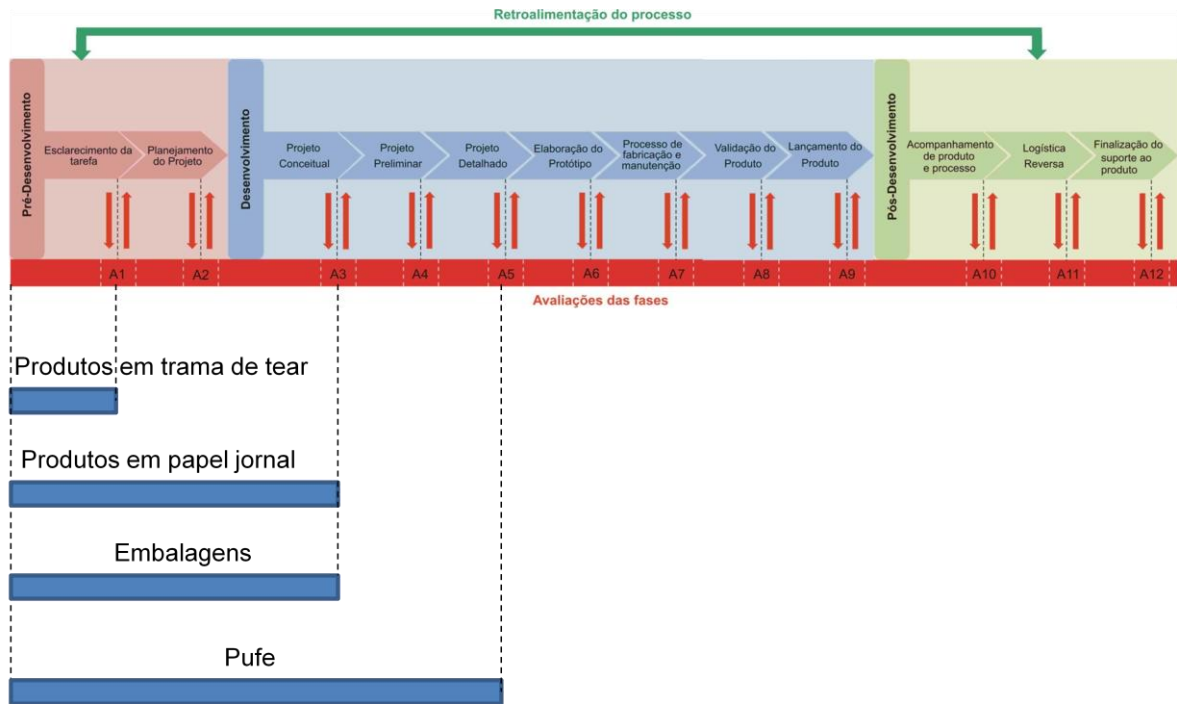 Retroalimentação do processo
Pré-Desenvolvimento
Esclarecimento da
tarefa
Planejamento
do Projeto
Desenvolvimento
Projeto
Conceitual
Projeto
Preliminar
Projeto
Detalhado
Elaboração do
Protótipo
Processo de
fabricação e
manutenção
Validação do
Produto
Lançamento do
Produto
Pós-Desenvolvimento
Acompanhamento
de produto
e processo
Logística
Reversa
Finalização do
suporte ao
produto
A1 A2 A3 A4 A5 A6 A7 A8 A9 A10 A11 A12
Avaliações das fases
Produtos em trama de tear
Produtos em papel jornal
Embalagens
Pufe